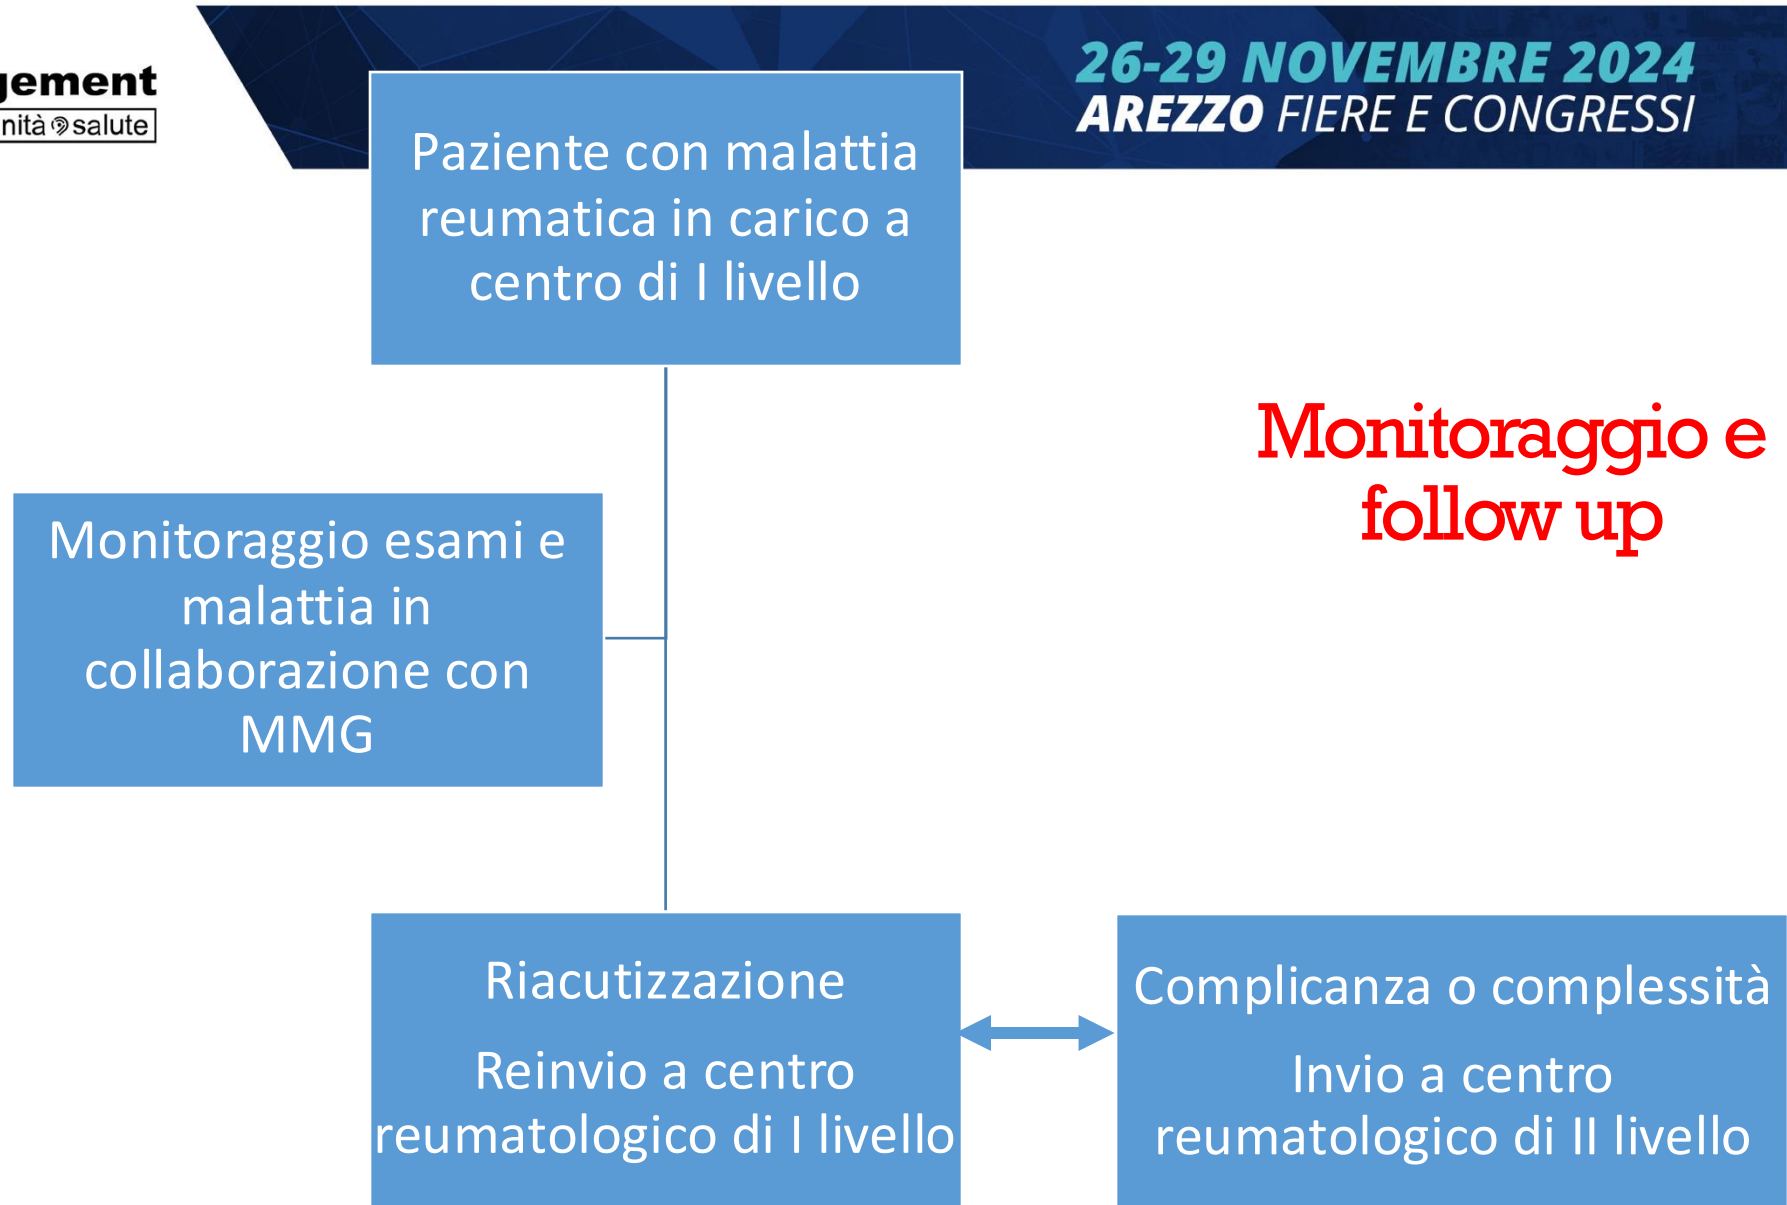 gement
nità salute
26-29 NOVEMBRE 2024
AREZZO FIERE E CONGRESSI
Paziente con malattia
reumatica in carico a
centro di I livello
Monitoraggio e
follow up
Monitoraggio esami e
malattia in
collaborazione con
MMG
Riacutizzazione
Reinvio a centro
reumatologico di I livello
Complicanza o complessità
Invio a centro
reumatologico di II livello